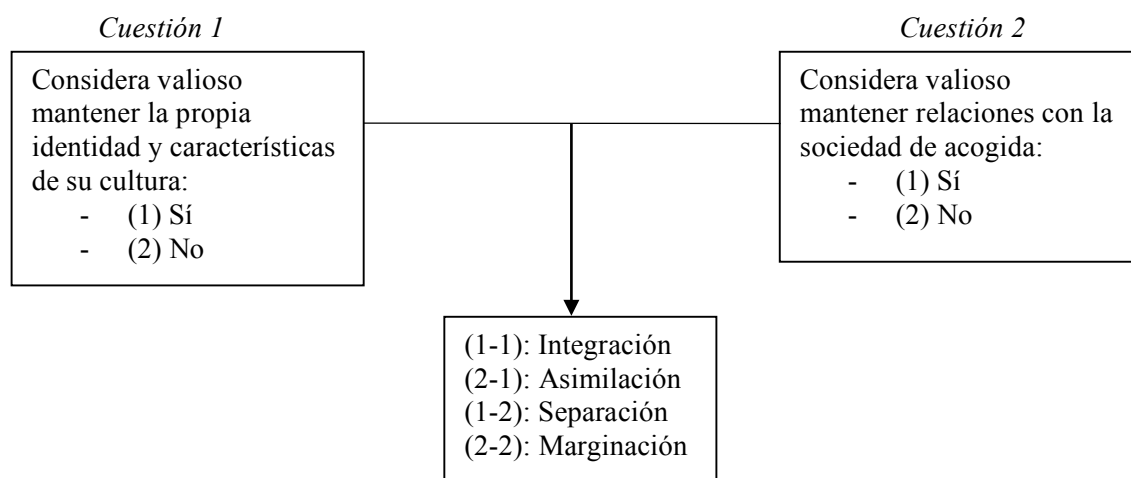 Cuestión 1
Considera valioso
mantener la propia
identidad y características
de su cultura:
- (1) Sí
- (2) No
Cuestión 2
Considera valioso
mantener relaciones con la
sociedad de acogida:
- (1) Sí
- (2) No
(1-1): Integración
(2-1): Asimilación
(1-2): Separación
(2-2): Marginación